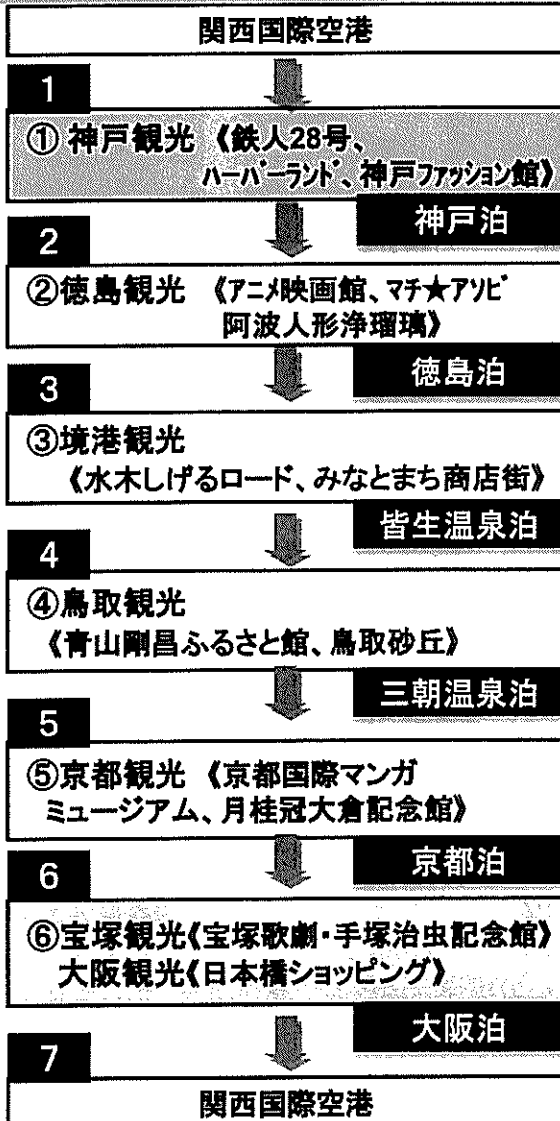 関西国際空港
1
① 神戸観光 《鉄人28号、
ハーバーランド、神戸ファッション館》
神戸泊
2
②徳島観光 《アニメ映画館、マチ★アソビ
阿波人形浄瑠璃》
徳島泊
3
③境港観光
《水木しげるロード、みなとまち商店街》
皆生温泉泊
4
④鳥取観光
《青山剛昌ふるさと館、鳥取砂丘》
三朝温泉泊
5
⑤京都観光 《京都国際マンガ
ミュージアム、月桂冠大倉記念館》
京都泊
6
⑥宝塚観光《宝塚歌劇・手塚治虫記念館》
大阪観光《日本橋ショッピング》
大阪泊
7
関西国際空港